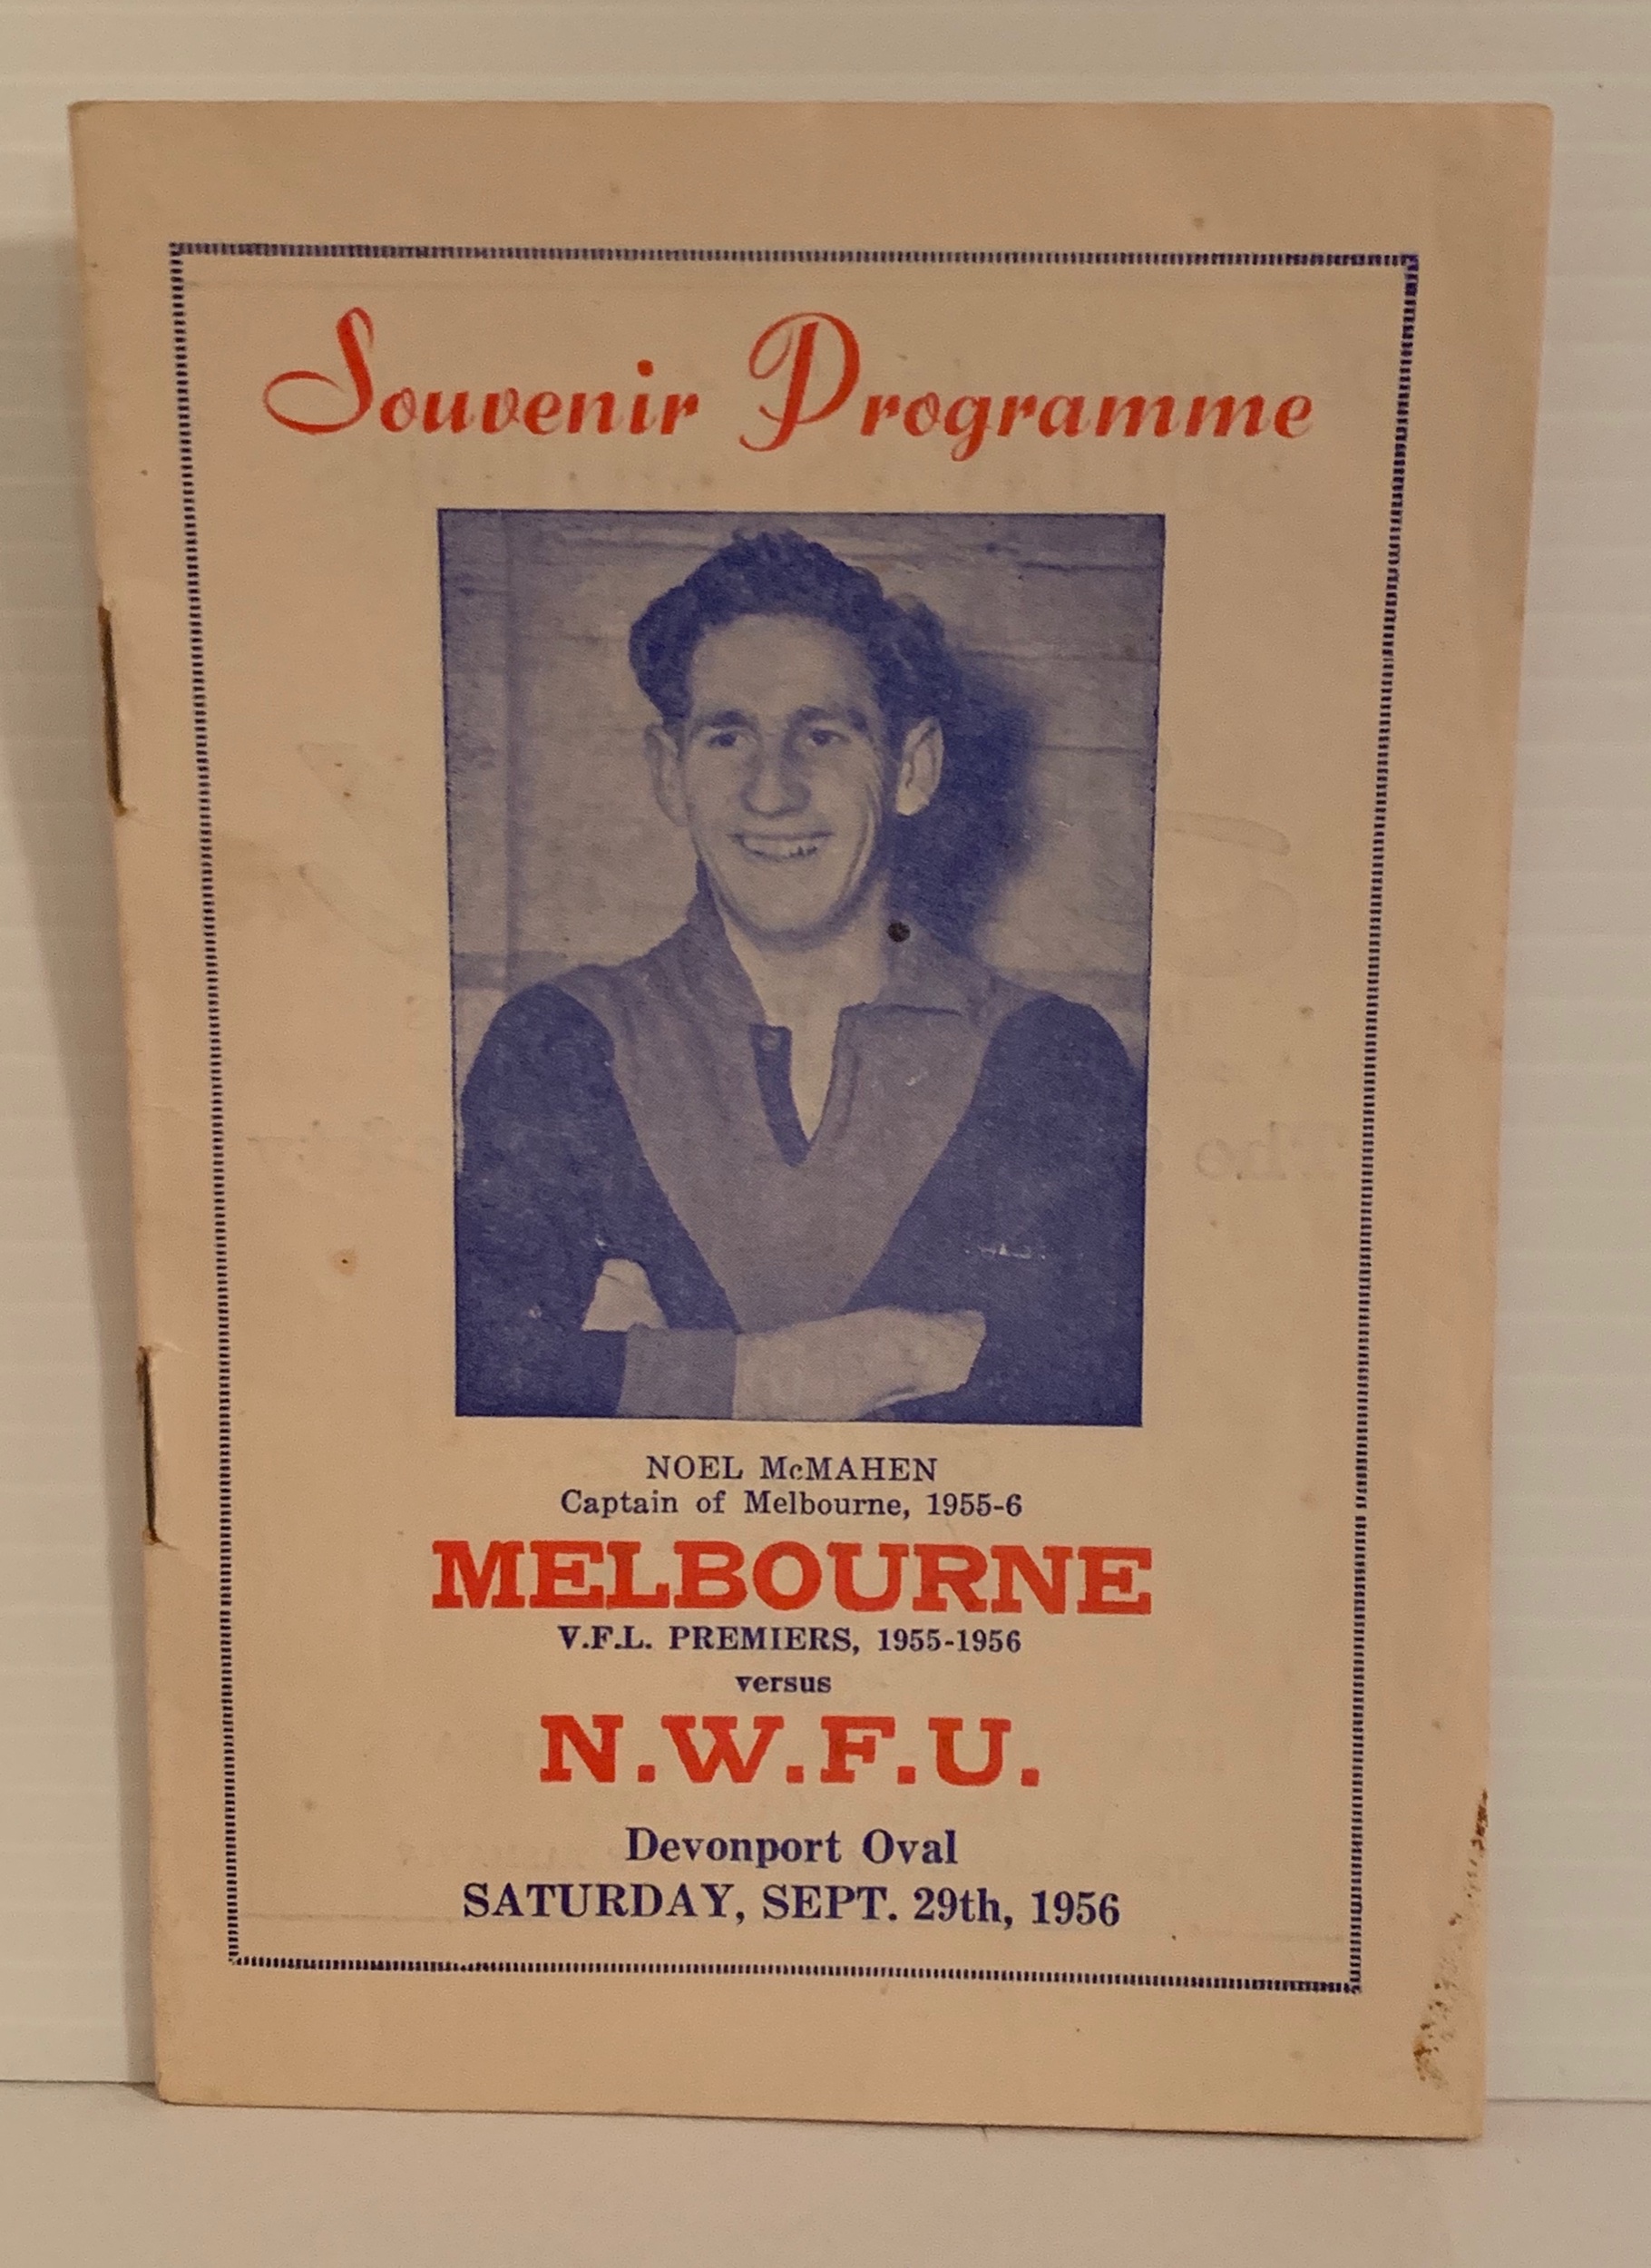 Souvenir Programme
NOEL McMAHEN
Captain of Melbourne, 1955-6
MELBOURNE
V.F.L. PREMIERS, 1955-1956
versus
N.W.F.U.
Devonport Oval
SATURDAY, SEPT. 29th, 1956